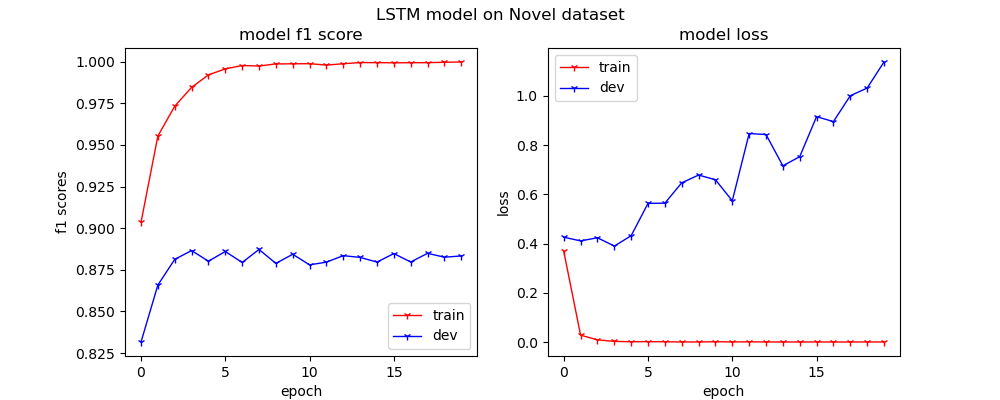 LSTM model on Novel dataset
model f1 score
f1 scores
1.000
0.975
0.950
0.925
0.900
0.875
0.850
0.825
0
5
10
15
epoch
train
dev
model loss
loss
1.0
0.8
0.6
0.4
0.2
0.0
0
5
10
15
epoch
train
dev